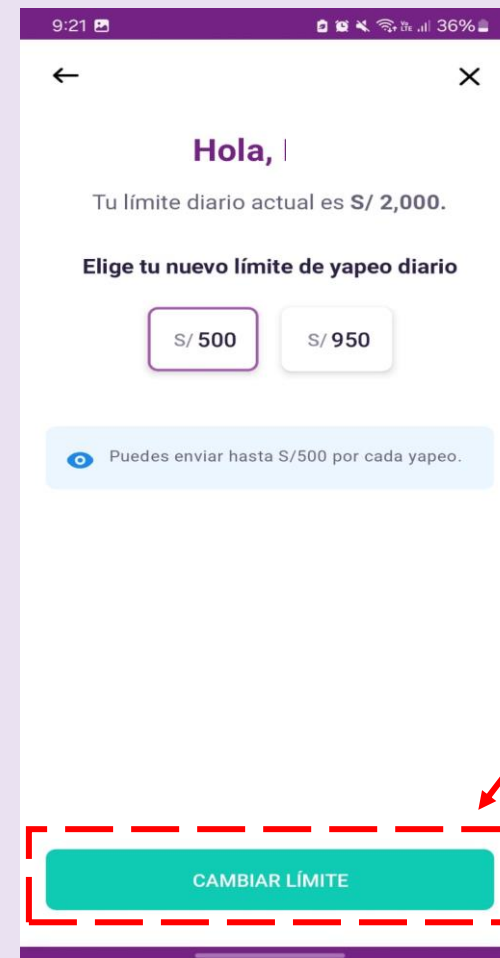 9:21 36%
Hola,
Tu límite diario actual es S/ 2,000.
Elige tu nuevo límite de yapeo diario
S/ 500 S/ 950
Puedes enviar hasta S/500 por cada yapeo.
CAMBIAR LÍMITE